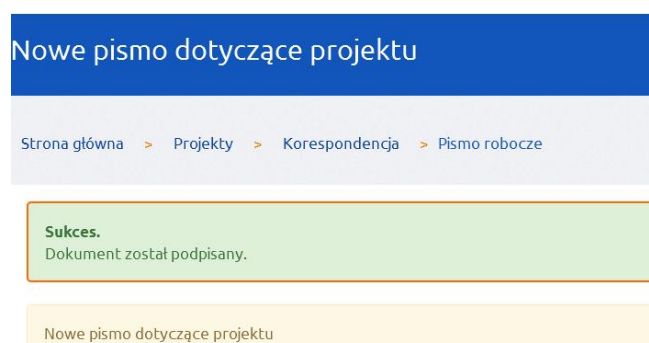 Nowe pismo dotyczące projektu
Strona główna > Projekty > Korespondencja > Pismo robocze
Sukces.
Dokument został podpisany.
Nowe pismo dotyczące projektu